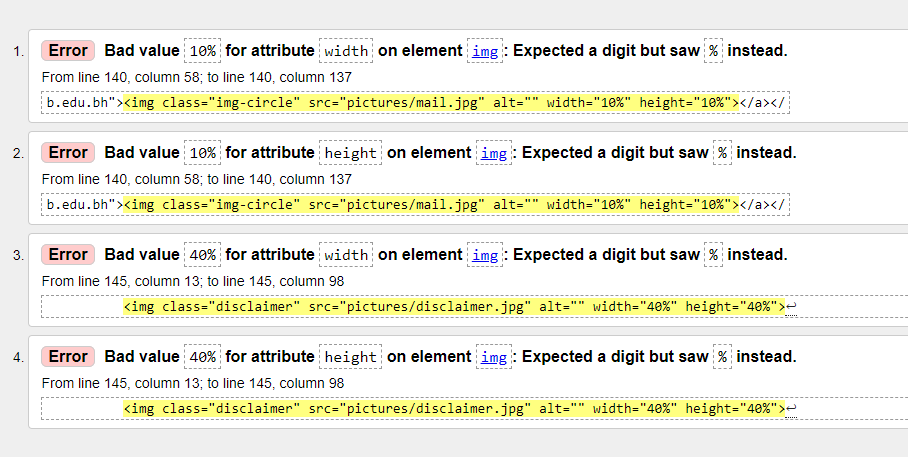 1. Error Bad value 10% for attribute width on element img: Expected a digit but saw % instead.
From line 140, column 58; to line 140, column 137
b.edu.bh"><img class="img-circle" src="pictures/mail.jpg" alt="" width="10%" height="10%"></a></
2. Error Bad value 10% for attribute height on element img: Expected a digit but saw % instead.
From line 140, column 58; to line 140, column 137
b.edu.bh"><img class="img-circle" src="pictures/mail.jpg" alt="" width="10%" height="10%"></a></
3. Error Bad value 40% for attribute width on element img: Expected a digit but saw % instead.
From line 145, column 13; to line 145, column 98
<img class="disclaimer" src="pictures/disclaimer.jpg" alt="" width="40%" height="40%">↩
4. Error Bad value 40% for attribute height on element img: Expected a digit but saw % instead.
From line 145, column 13; to line 145, column 98
<img class="disclaimer" src="pictures/disclaimer.jpg" alt="" width="40%" height="40%">↩